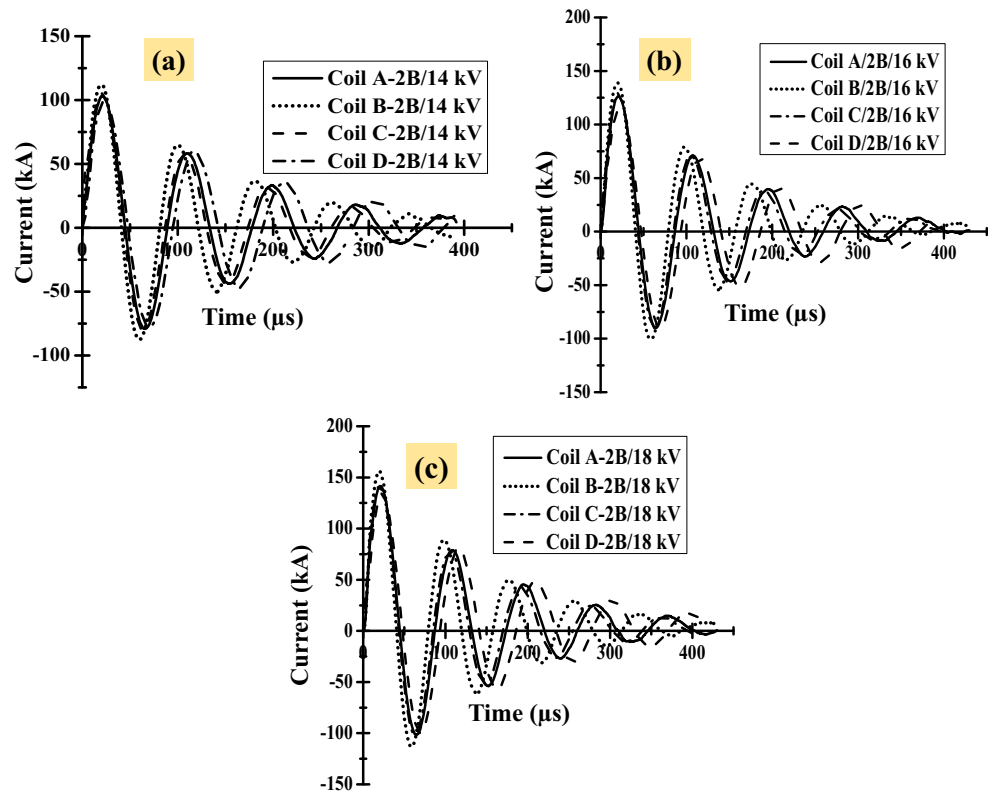 (a)
Coil A-2B/14 kV
Coil B-2B/14 kV
Coil C-2B/14 kV
Coil D-2B/14 kV
150
100
50
0
-50
-100
0
100
200
300
400
Current (kA)
Time (μs)
(b)
Coil A/2B/16 kV
Coil B/2B/16 kV
Coil C/2B/16 kV
Coil D/2B/16 kV
200
150
100
50
0
-50
-100
-150
0
100
200
300
400
Current (kA)
Time (μs)
(c)
Coil A-2B/18 kV
Coil B-2B/18 kV
Coil C-2B/18 kV
Coil D-2B/18 kV
200
150
100
50
0
-50
-100
-150
0
100
200
300
400
Current (kA)
Time (μs)